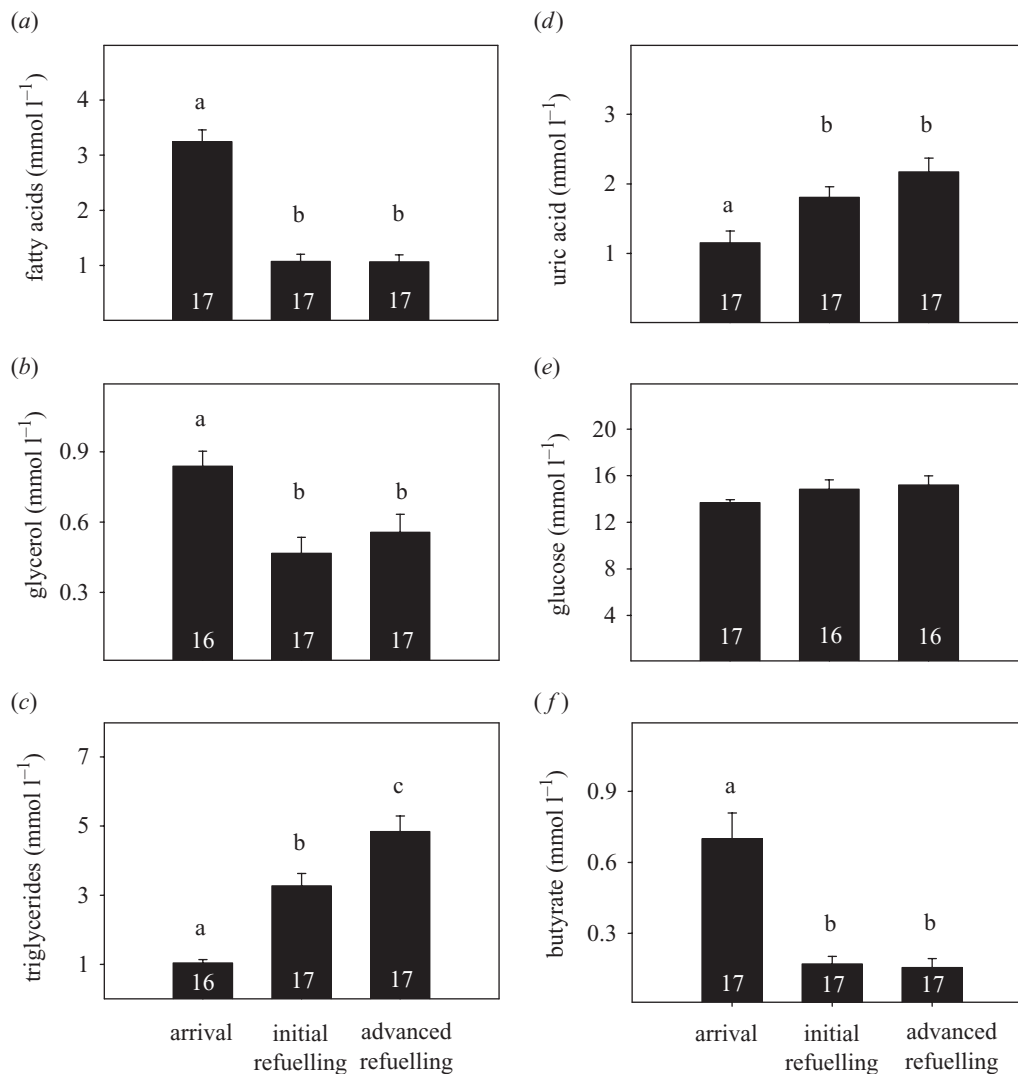 (a)
fatty acids (mmol l⁻¹)
4
3
2
1
a
b
b
17
17
17
(b)
glycerol (mmol l⁻¹)
0.9
0.6
0.3
a
b
b
16
17
17
(c)
triglycerides (mmol l⁻¹)
7
5
3
1
a
b
c
16
17
17
arrival
initial
refuelling
advanced
refuelling
(d)
uric acid (mmol l⁻¹)
3
2
1
a
b
b
17
17
17
(e)
glucose (mmol l⁻¹)
20
16
12
8
4
17
16
16
(f)
butyrate (mmol l⁻¹)
0.9
0.6
0.3
a
b
b
17
17
17
arrival
initial
refuelling
advanced
refuelling